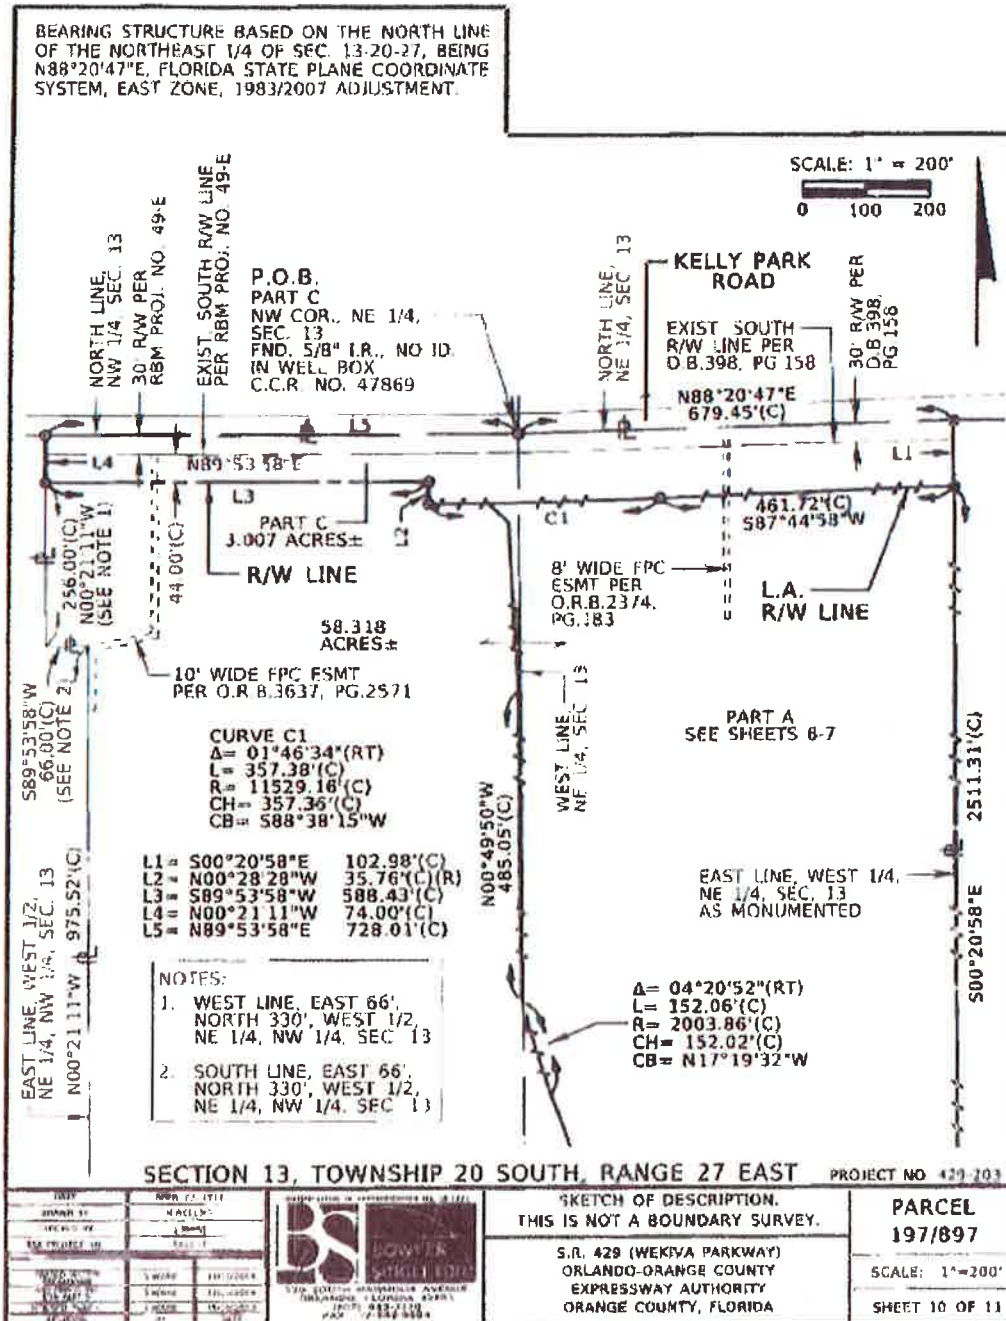 BEARING STRUCTURE BASED ON THE NORTH LINE
OF THE NORTHEAST 1/4 OF SEC. 13-20-27, BEING
N88°20'47"E, FLORIDA STATE PLANE COORDINATE
SYSTEM, EAST ZONE, 1983/2007 ADJUSTMENT.
SCALE: 1" = 200'
0 100 200
NORTH LINE,
NW 1/4, SEC. 13
30' R/W PER
RBM PROJ. NO. 49-E
EXIST. SOUTH R/W LINE
PER RBM PROJ. NO. 49-E
P.O.B.
PART C
NW COR., NE 1/4,
SEC. 13
FND. 5/8" I.R., NO ID.
IN WELL BOX
C.C.R. NO. 47869
NORTH LINE,
NE 1/4, SEC. 13
KELLY PARK
ROAD
EXIST SOUTH
R/W LINE PER
D.B.398, PG 158
30' R/W PER
D.B 398,
PG 158
N88°20'47"E
679.45'(C)
L5
L4
N89°53'58"E
L3
L2
L1
C1
461.72'(C)
S87°44'58"W
PART C
3.007 ACRES±
R/W LINE
256.00'(C)
N00°21'11"W
(SEE NOTE 1)
44.00'(C)
8' WIDE FPC
ESMT PER
O.R.B.2374,
PG.183
L.A.
R/W LINE
58.318
ACRES±
10' WIDE FPC ESMT
PER O.R B.3637, PG.2571
S89°53'58"W
66.00'(C)
(SEE NOTE 2)
WEST LINE,
NE 1/4, SEC. 13
PART A
SEE SHEETS 6-7
CURVE C1
Δ= 01°46'34"(RT)
L= 357.38'(C)
R= 11529.16'(C)
CH= 357.36'(C)
CB= S88°38'15"W
L1= S00°20'58"E 102.98'(C)
L2= N00°28'28"W 35.76'(C)(R)
L3= S89°53'58"W 588.43'(C)
L4= N00°21'11"W 74.00'(C)
L5= N89°53'58"E 728.01'(C)
N00°49'50"W
485.05'(C)
2511.31'(C)
S00°20'58"E
EAST LINE, WEST 1/4,
NE 1/4, SEC. 13
AS MONUMENTED
EAST LINE, WEST 1/2,
NE 1/4, NW 1/4, SEC. 13
N00°21'11"W 975.52'(C)
NOTES:
1. WEST LINE, EAST 66',
NORTH 330', WEST 1/2,
NE 1/4, NW 1/4, SEC 13
2. SOUTH LINE, EAST 66',
NORTH 330', WEST 1/2,
NE 1/4, NW 1/4, SEC 13
Δ= 04°20'52"(RT)
L= 152.06'(C)
R= 2003.86'(C)
CH= 152.02'(C)
CB= N17°19'32"W
SECTION 13, TOWNSHIP 20 SOUTH, RANGE 27 EAST
PROJECT NO 429-203
BS
BOWYER
SINGLETON
SKETCH OF DESCRIPTION.
THIS IS NOT A BOUNDARY SURVEY.
S.R. 429 (WEKIVA PARKWAY)
ORLANDO-ORANGE COUNTY
EXPRESSWAY AUTHORITY
ORANGE COUNTY, FLORIDA
PARCEL
197/897
SCALE: 1"=200'
SHEET 10 OF 11